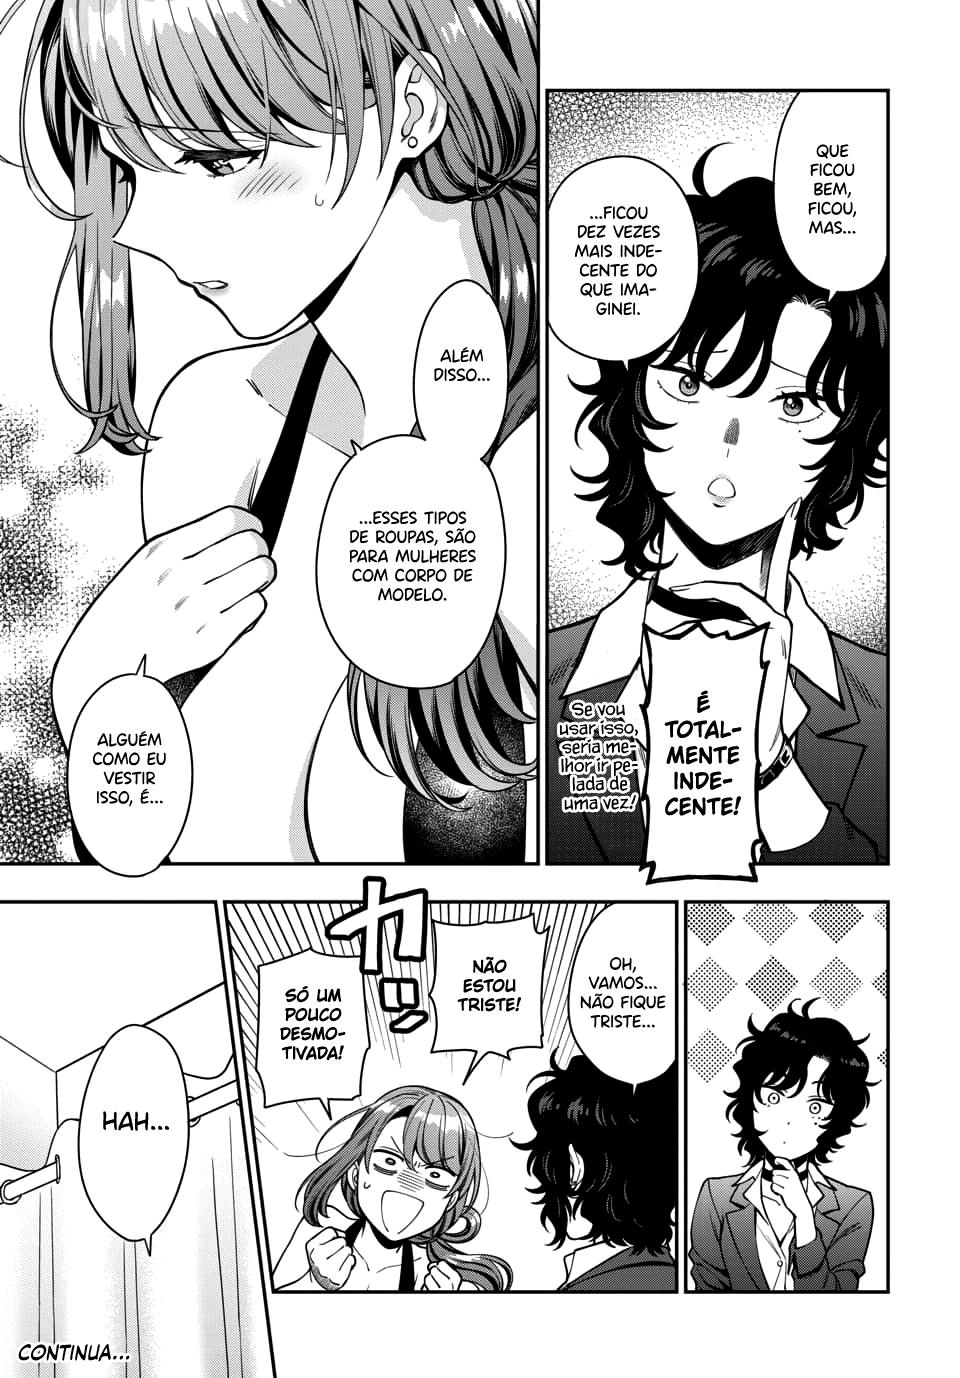 QUE
FICOU
BEM,
FICOU,
MAS...
...FICOU
DEZ VEZES
MAIS INDE-
CENTE DO
QUE IMA-
GINEI.
É
TOTAL-
MENTE
INDE-
CENTE!
Se vou
usar isso,
seria me-
lhor ir pe-
lada de
uma vez!
ALÉM
DISSO...
...ESSES TIPOS
DE ROUPAS, SÃO
PARA MULHERES
COM CORPO DE
MODELO.
ALGUÉM
COMO EU
VESTIR
ISSO, É...
OH,
VAMOS...
NÃO FIQUE
TRISTE...
NÃO
ESTOU
TRISTE!
カッ
SÓ UM
POUCO
DESMO-
TIVADA!
HAH...
CONTINUA...